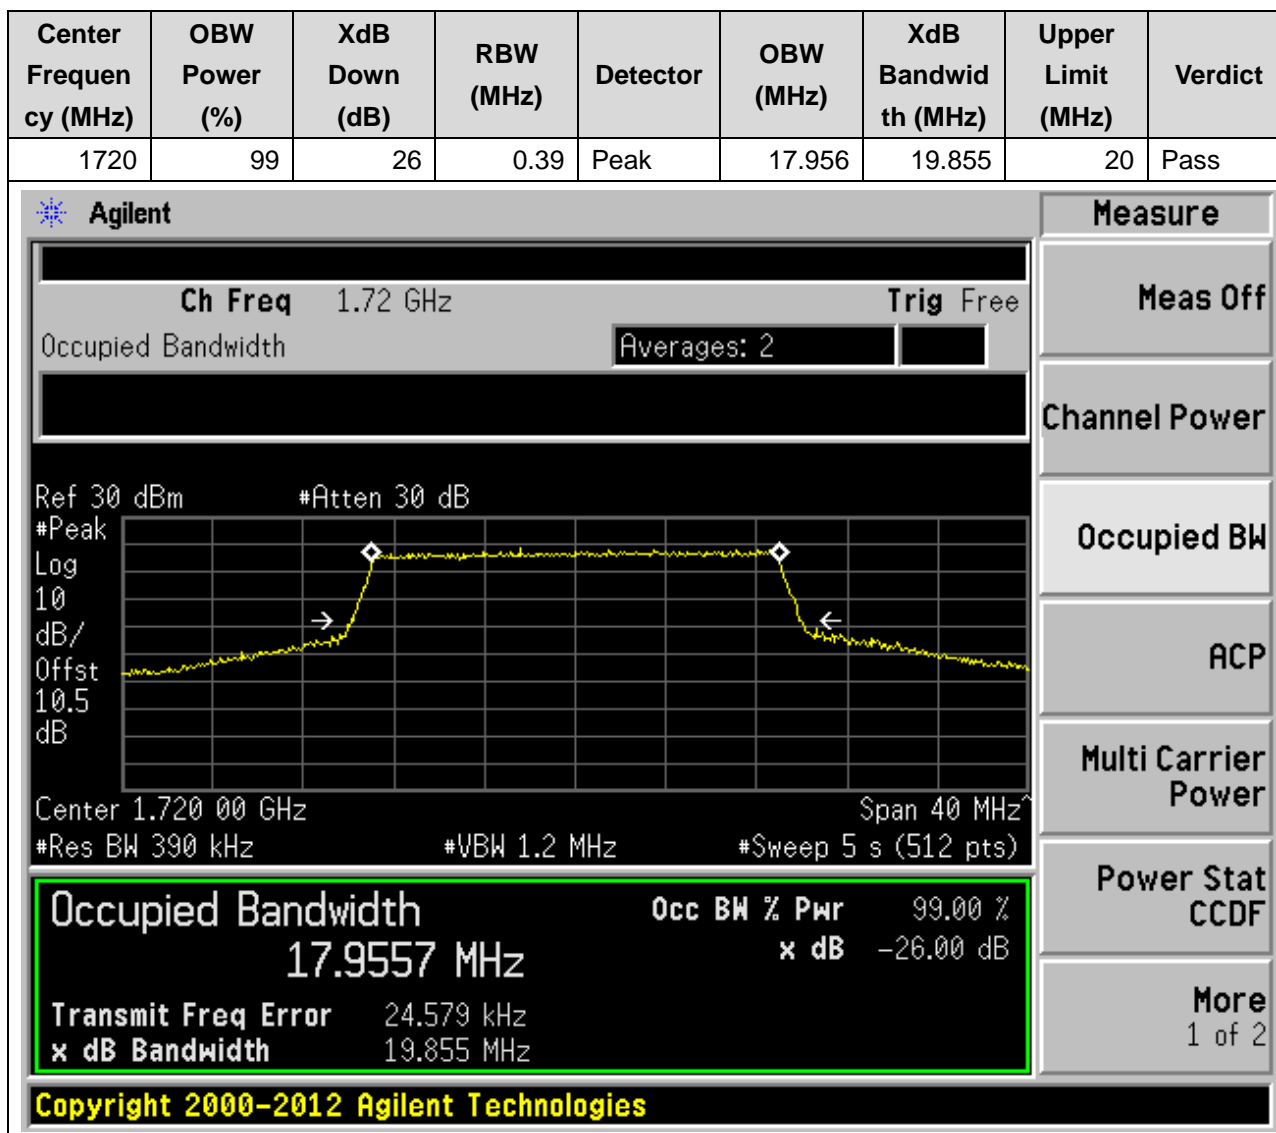 Center Frequen cy (MHz)
OBW Power (%)
XdB Down (dB)
RBW (MHz)
Detector
OBW (MHz)
XdB Bandwid th (MHz)
Upper Limit (MHz)
Verdict
1720 99 26 0.39 Peak 17.956 19.855 20 Pass
Agilent
Measure
Ch Freq 1.72 GHz Trig Free
Occupied Bandwidth Averages: 2
Ref 30 dBm #Atten 30 dB
#Peak
Log
10
dB/
Offst
10.5
dB
Center 1.720 00 GHz Span 40 MHz^
#Res BW 390 kHz #VBW 1.2 MHz #Sweep 5 s (512 pts)
Occupied Bandwidth
17.9557 MHz
Occ BW % Pwr 99.00 %
x dB -26.00 dB
Transmit Freq Error 24.579 kHz
x dB Bandwidth 19.855 MHz
Meas Off
Channel Power
Occupied BW
ACP
Multi Carrier
Power
Power Stat
CCDF
More
1 of 2
Copyright 2000-2012 Agilent Technologies